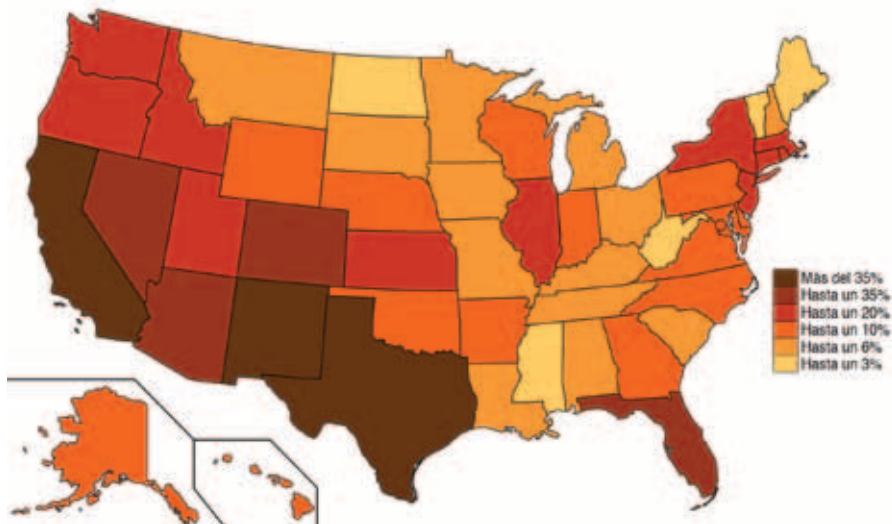 Más del 35%
Hasta un 35%
Hasta un 20%
Hasta un 10%
Hasta un 6%
Hasta un 3%